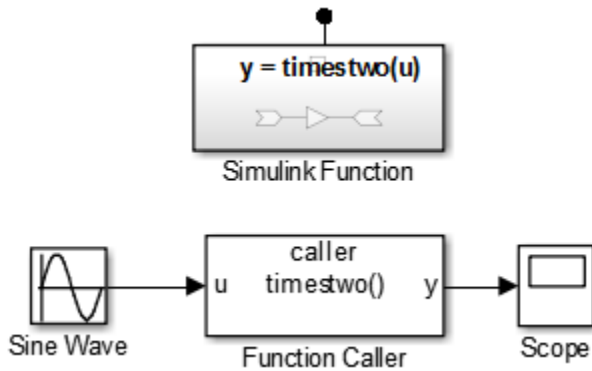 y = timestwo(u)
Simulink Function
caller
u timestwo() y
Sine Wave
Function Caller
Scope